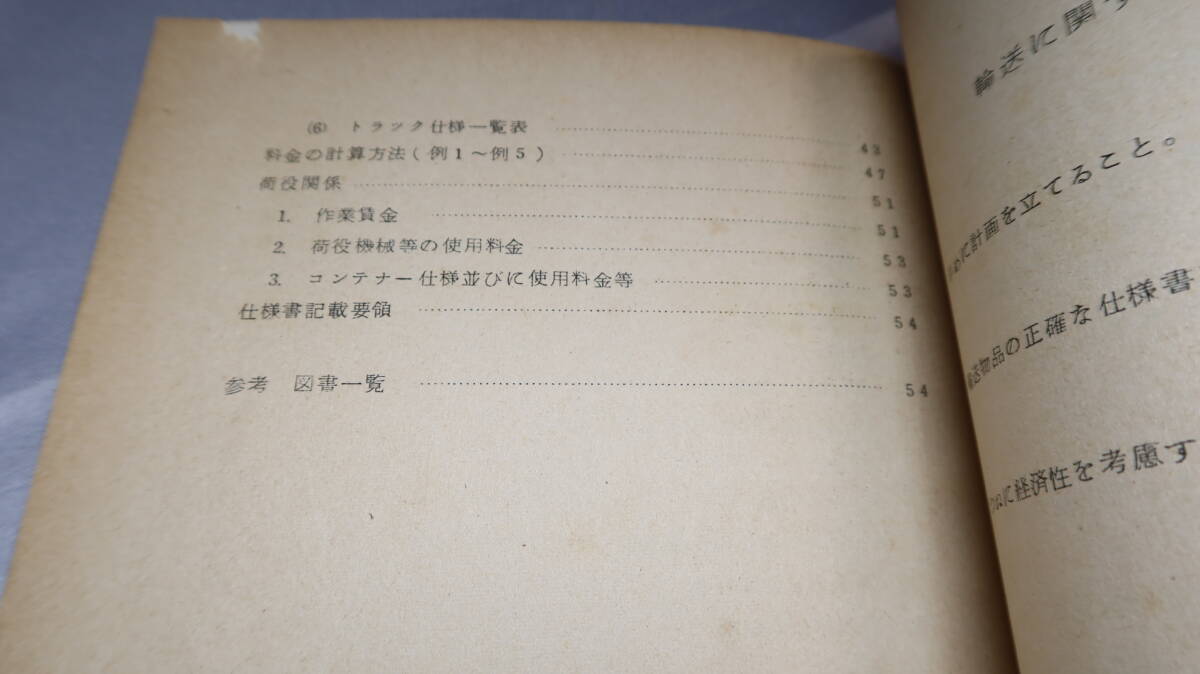 (6) トラック仕様一覧表 ………… 43
料金の計算方法(例1～例5) ………… 47
荷役関係 ………… 51
1. 作業賃金 ………… 51
2. 荷役機械等の使用料金 ………… 53
3. コンテナー仕様並びに使用料金等 ………… 53
仕様書記載要領 ………… 54
参考 図書一覧 ………… 54
輸送に関す
に計画を立てること。
物品の正確な仕様書
に経済性を考慮す